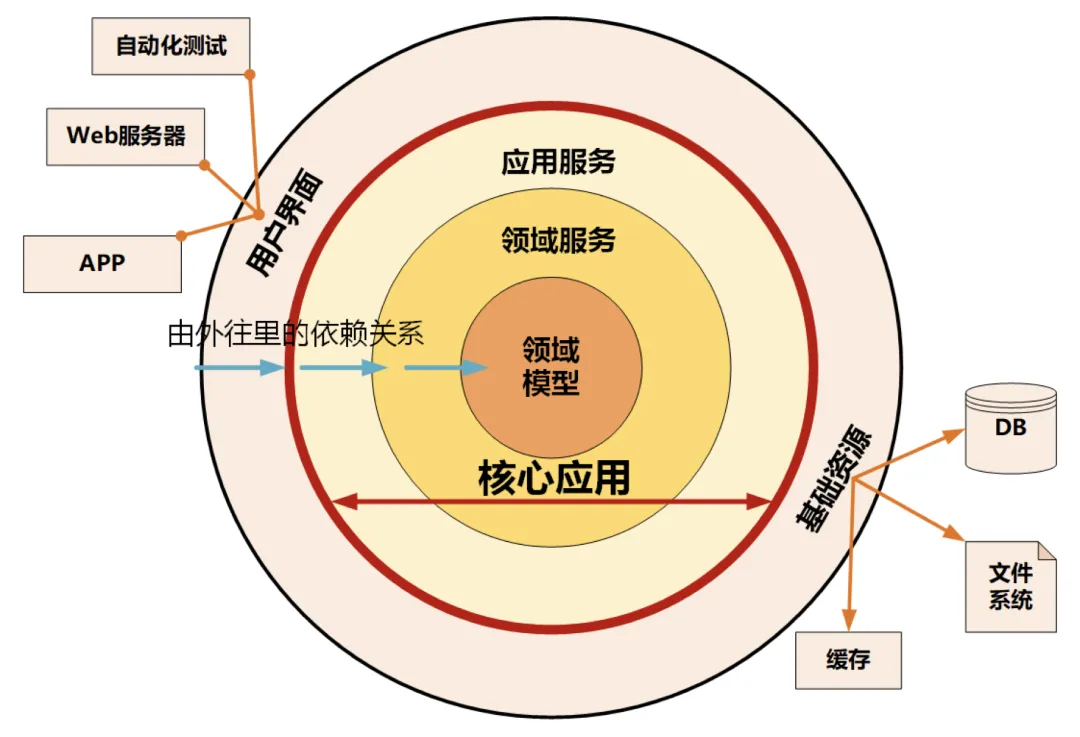 自动化测试
Web服务器
APP
用户界面
应用服务
领域服务
由外往里的依赖关系
领域
模型
核心应用
基础资源
DB
文件
系统
缓存